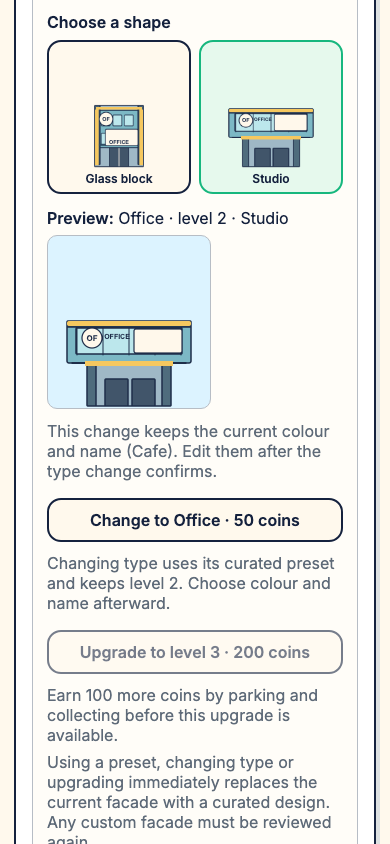 Choose a shape
OF
OFFICE
Glass block
OF
OFFICE
Studio
Preview: Office · level 2 · Studio
OF
OFFICE
This change keeps the current colour
and name (Cafe). Edit them after the
type change confirms.
Change to Office · 50 coins
Changing type uses its curated preset
and keeps level 2. Choose colour and
name afterward.
Upgrade to level 3 · 200 coins
Earn 100 more coins by parking and
collecting before this upgrade is
available.
Using a preset, changing type or
upgrading immediately replaces the
current facade with a curated design.
Any custom facade must be reviewed
again.